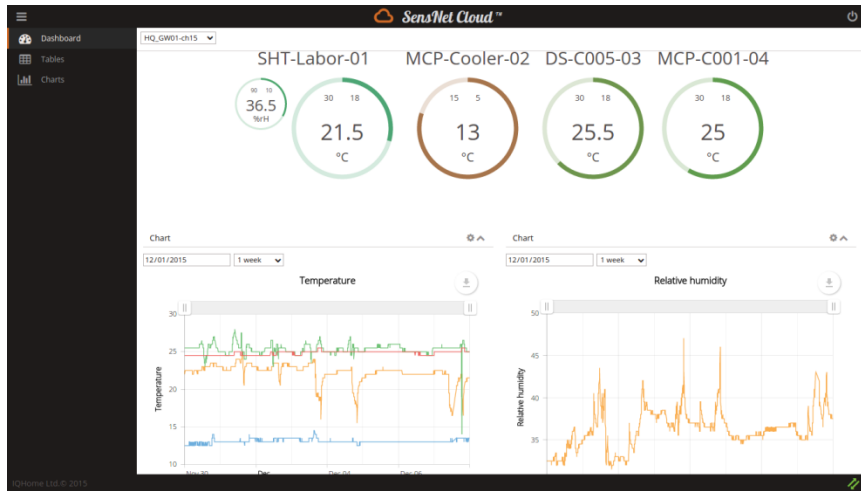 SensNet Cloud ™
Dashboard
Tables
Charts
HQ_GW01-ch15
SHT-Labor-01
MCP-Cooler-02
DS-C005-03
MCP-C001-04
90 10
36.5
%rH
30 18
21.5
°C
15 5
13
°C
30 18
25.5
°C
30 18
25
°C
Chart
12/01/2015
1 week
Temperature
Temperature
30
25
20
15
10
Nov 30
Dec
Dec 04
Dec 06
Chart
12/01/2015
1 week
Relative humidity
Relative humidity
50
45
40
35
IQHome Ltd.© 2015